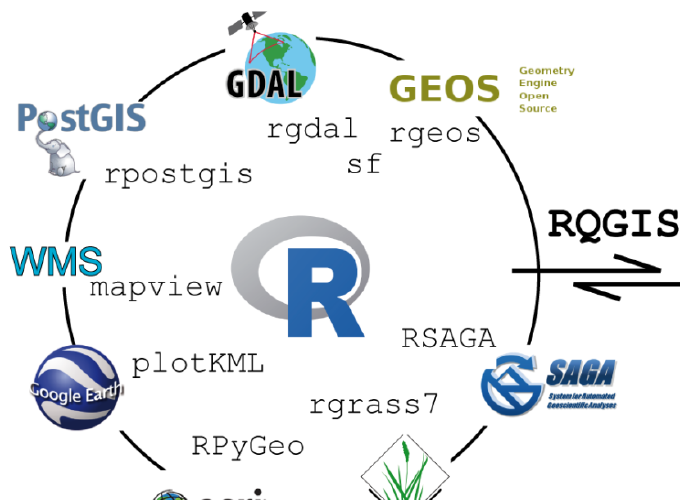 GDAL
GEOS
Geometry
Engine
Open
Source
PostGIS
rgdal
rgeos
sf
rpostgis
RQGIS
WMS
mapview
R
RSAGA
plotKML
Google Earth
SAGA
System for Automated
Geoscientific Analyses
rgrass7
RPyGeo